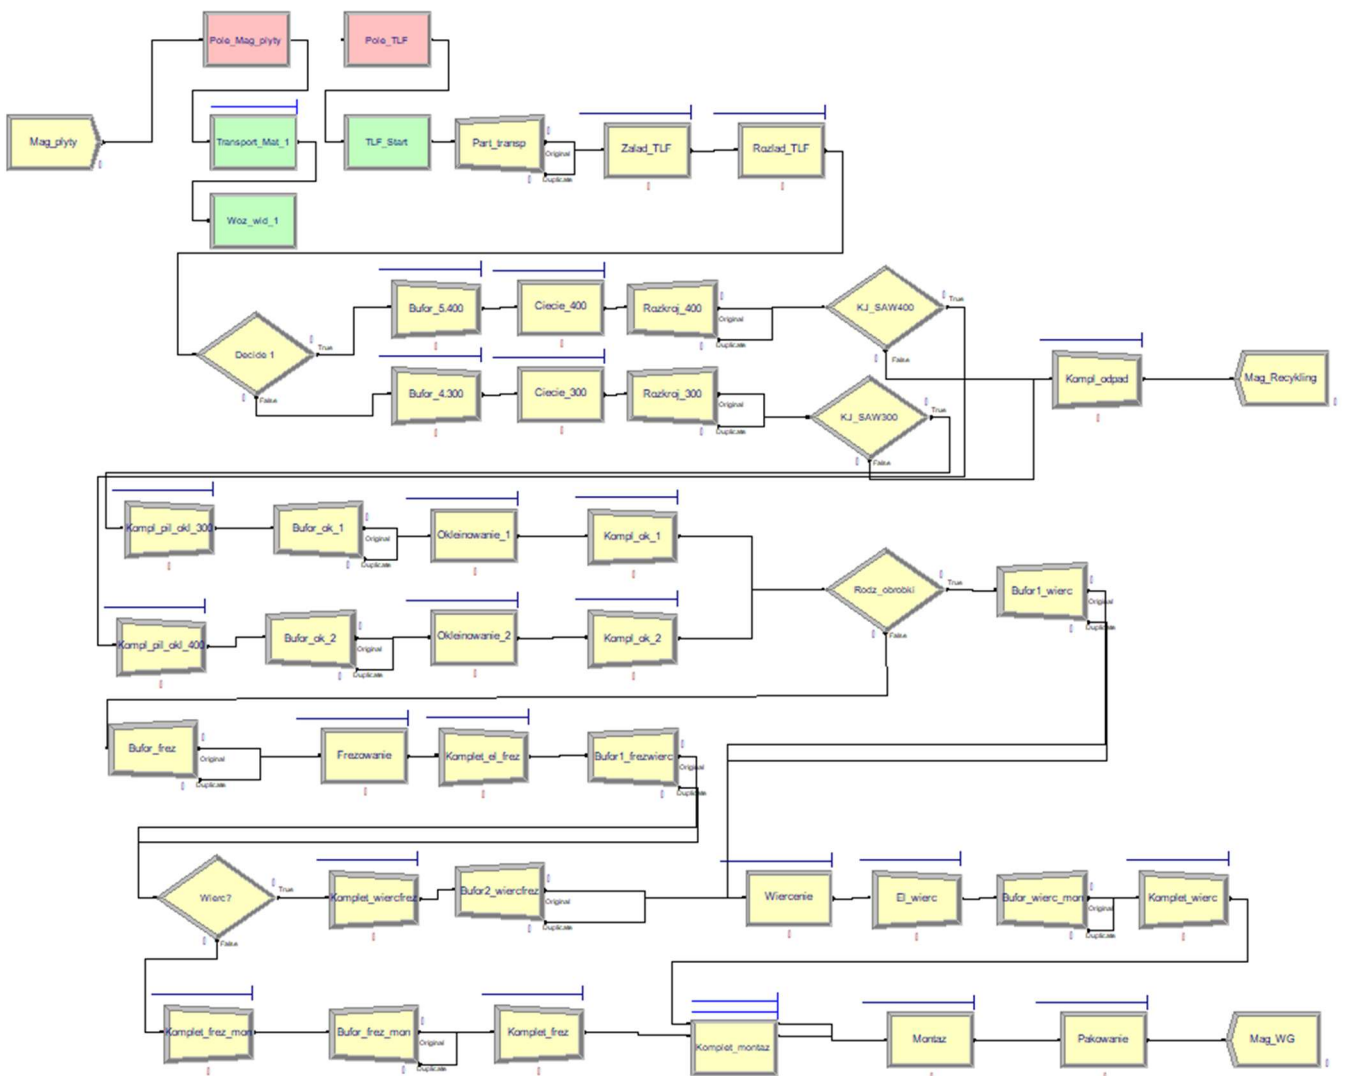 Pole_Mag_plyty
Pole_TLF
Mag_plyty
Transport_Mat_1
TLF_Start
Part_transp
Original
Duplicate
Zalad_TLF
Rozlad_TLF
Woz_wid_1
Decide 1
True
False
Bufor_5.400
Ciecie_400
Rozkroj_400
Original
Duplicate
KJ_SAW400
True
False
Bufor_4.300
Ciecie_300
Rozkroj_300
Original
Duplicate
KJ_SAW300
True
False
Kompl_odpad
Mag_Recykling
Kompl_pil_okl_300
Bufor_ok_1
Original
Duplicate
Okleinowanie_1
Kompl_ok_1
Rodz_obrobki
True
False
Bufor1_wierc
Original
Duplicate
Kompl_pil_okl_400
Bufor_ok_2
Original
Duplicate
Okleinowanie_2
Kompl_ok_2
Bufor_frez
Original
Duplicate
Frezowanie
Komplet_el_frez
Bufor1_frezwierc
Original
Duplicate
Wierc?
True
False
Komplet_wiercfrez
Bufor2_wiercfrez
Original
Duplicate
Wiercenie
El_wierc
Bufor_wierc_mon
Original
Duplicate
Komplet_wierc
Komplet_frez_mon
Bufor_frez_mon
Original
Duplicate
Komplet_frez
Komplet_montaz
Montaz
Pakowanie
Mag_WG